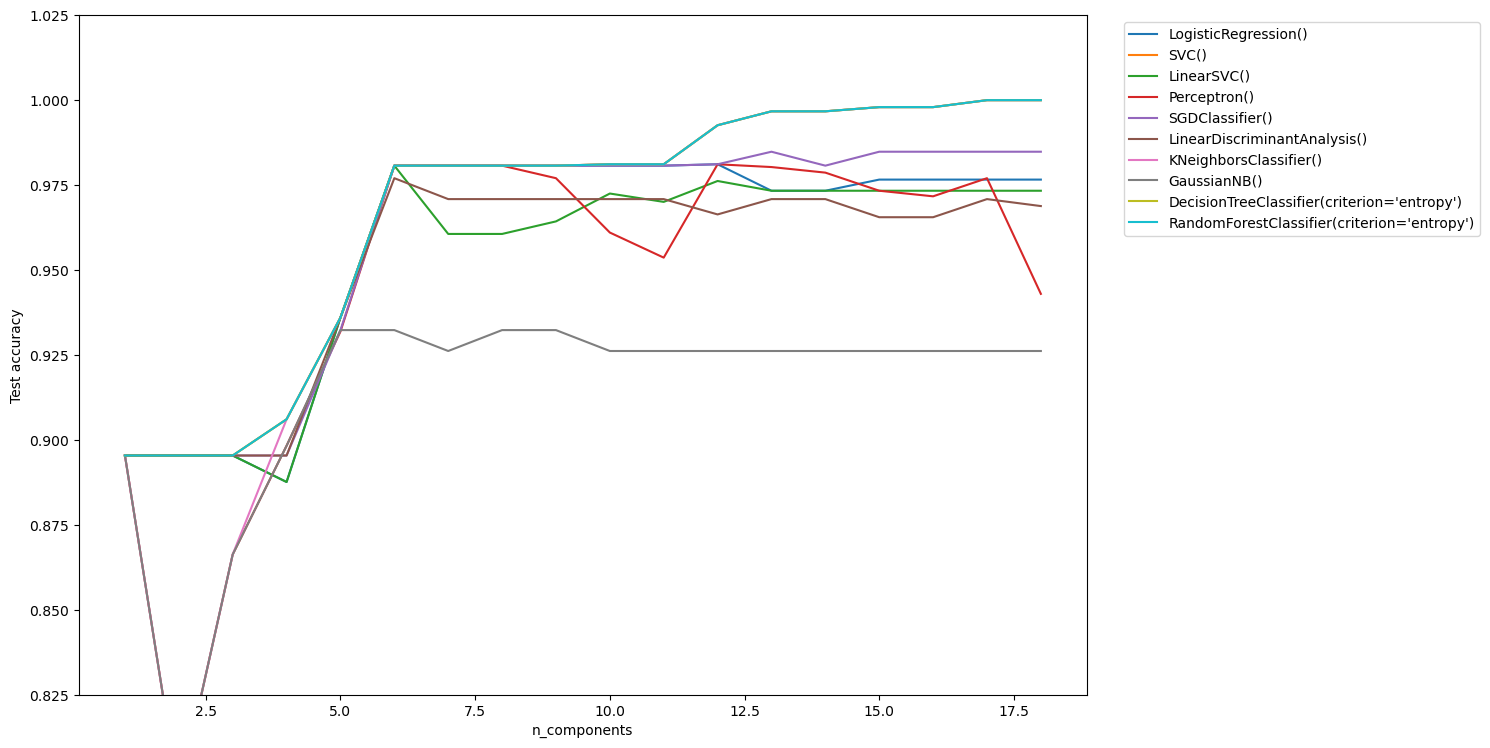 1.025
1.000
0.975
0.950
0.925
0.900
0.875
0.850
0.825
Test accuracy
2.5 5.0 7.5 10.0 12.5 15.0 17.5
n_components
LogisticRegression()
SVC()
LinearSVC()
Perceptron()
SGDClassifier()
LinearDiscriminantAnalysis()
KNeighborsClassifier()
GaussianNB()
DecisionTreeClassifier(criterion='entropy')
RandomForestClassifier(criterion='entropy')